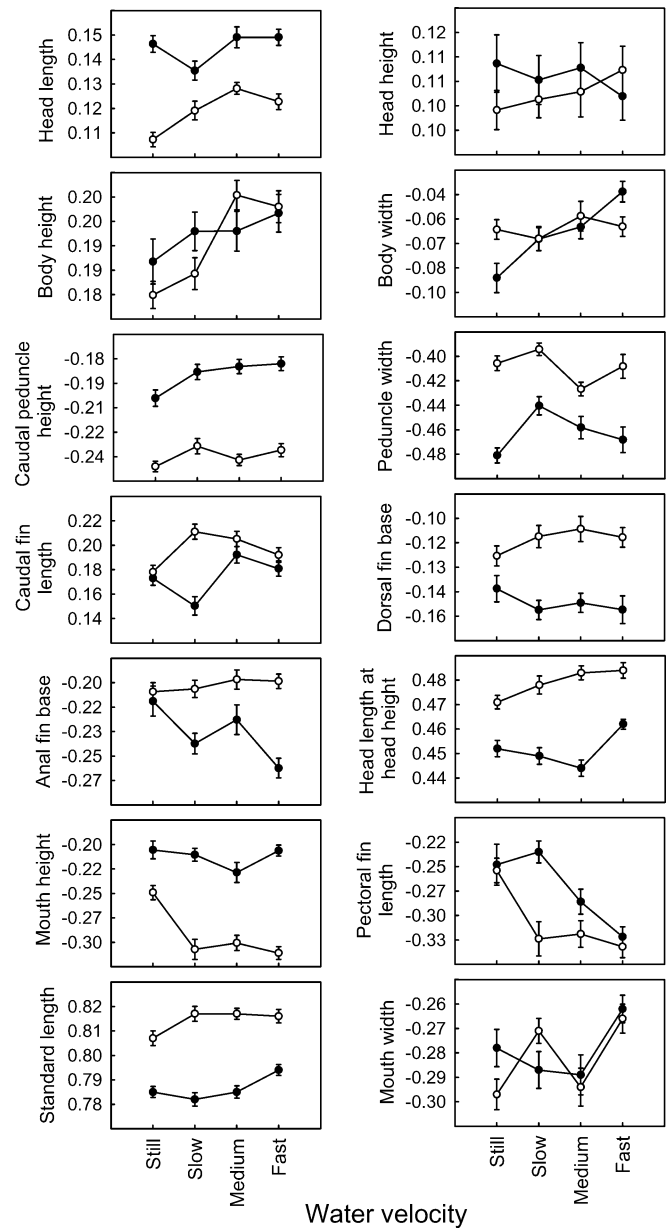 Head length
0.15
0.13
0.12
0.11
Head height
0.12
0.11
0.10
0.10
Body height
0.20
0.20
0.19
0.19
0.18
Body width
-0.04
-0.06
-0.07
-0.08
-0.10
Caudal peduncle
height
-0.18
-0.19
-0.21
-0.22
-0.24
Peduncle width
-0.40
-0.42
-0.44
-0.46
-0.48
Caudal fin
length
0.22
0.20
0.18
0.16
0.14
Dorsal fin base
-0.10
-0.12
-0.13
-0.15
-0.16
Anal fin base
-0.20
-0.22
-0.23
-0.25
-0.27
Head length at
head height
0.48
0.46
0.45
0.44
Mouth height
-0.20
-0.22
-0.25
-0.27
-0.30
Pectoral fin
length
-0.22
-0.25
-0.27
-0.30
-0.33
Standard length
0.82
0.81
0.80
0.79
0.78
Mouth width
-0.26
-0.27
-0.28
-0.29
-0.30
Still
Slow
Medium
Fast
Still
Slow
Medium
Fast
Water velocity